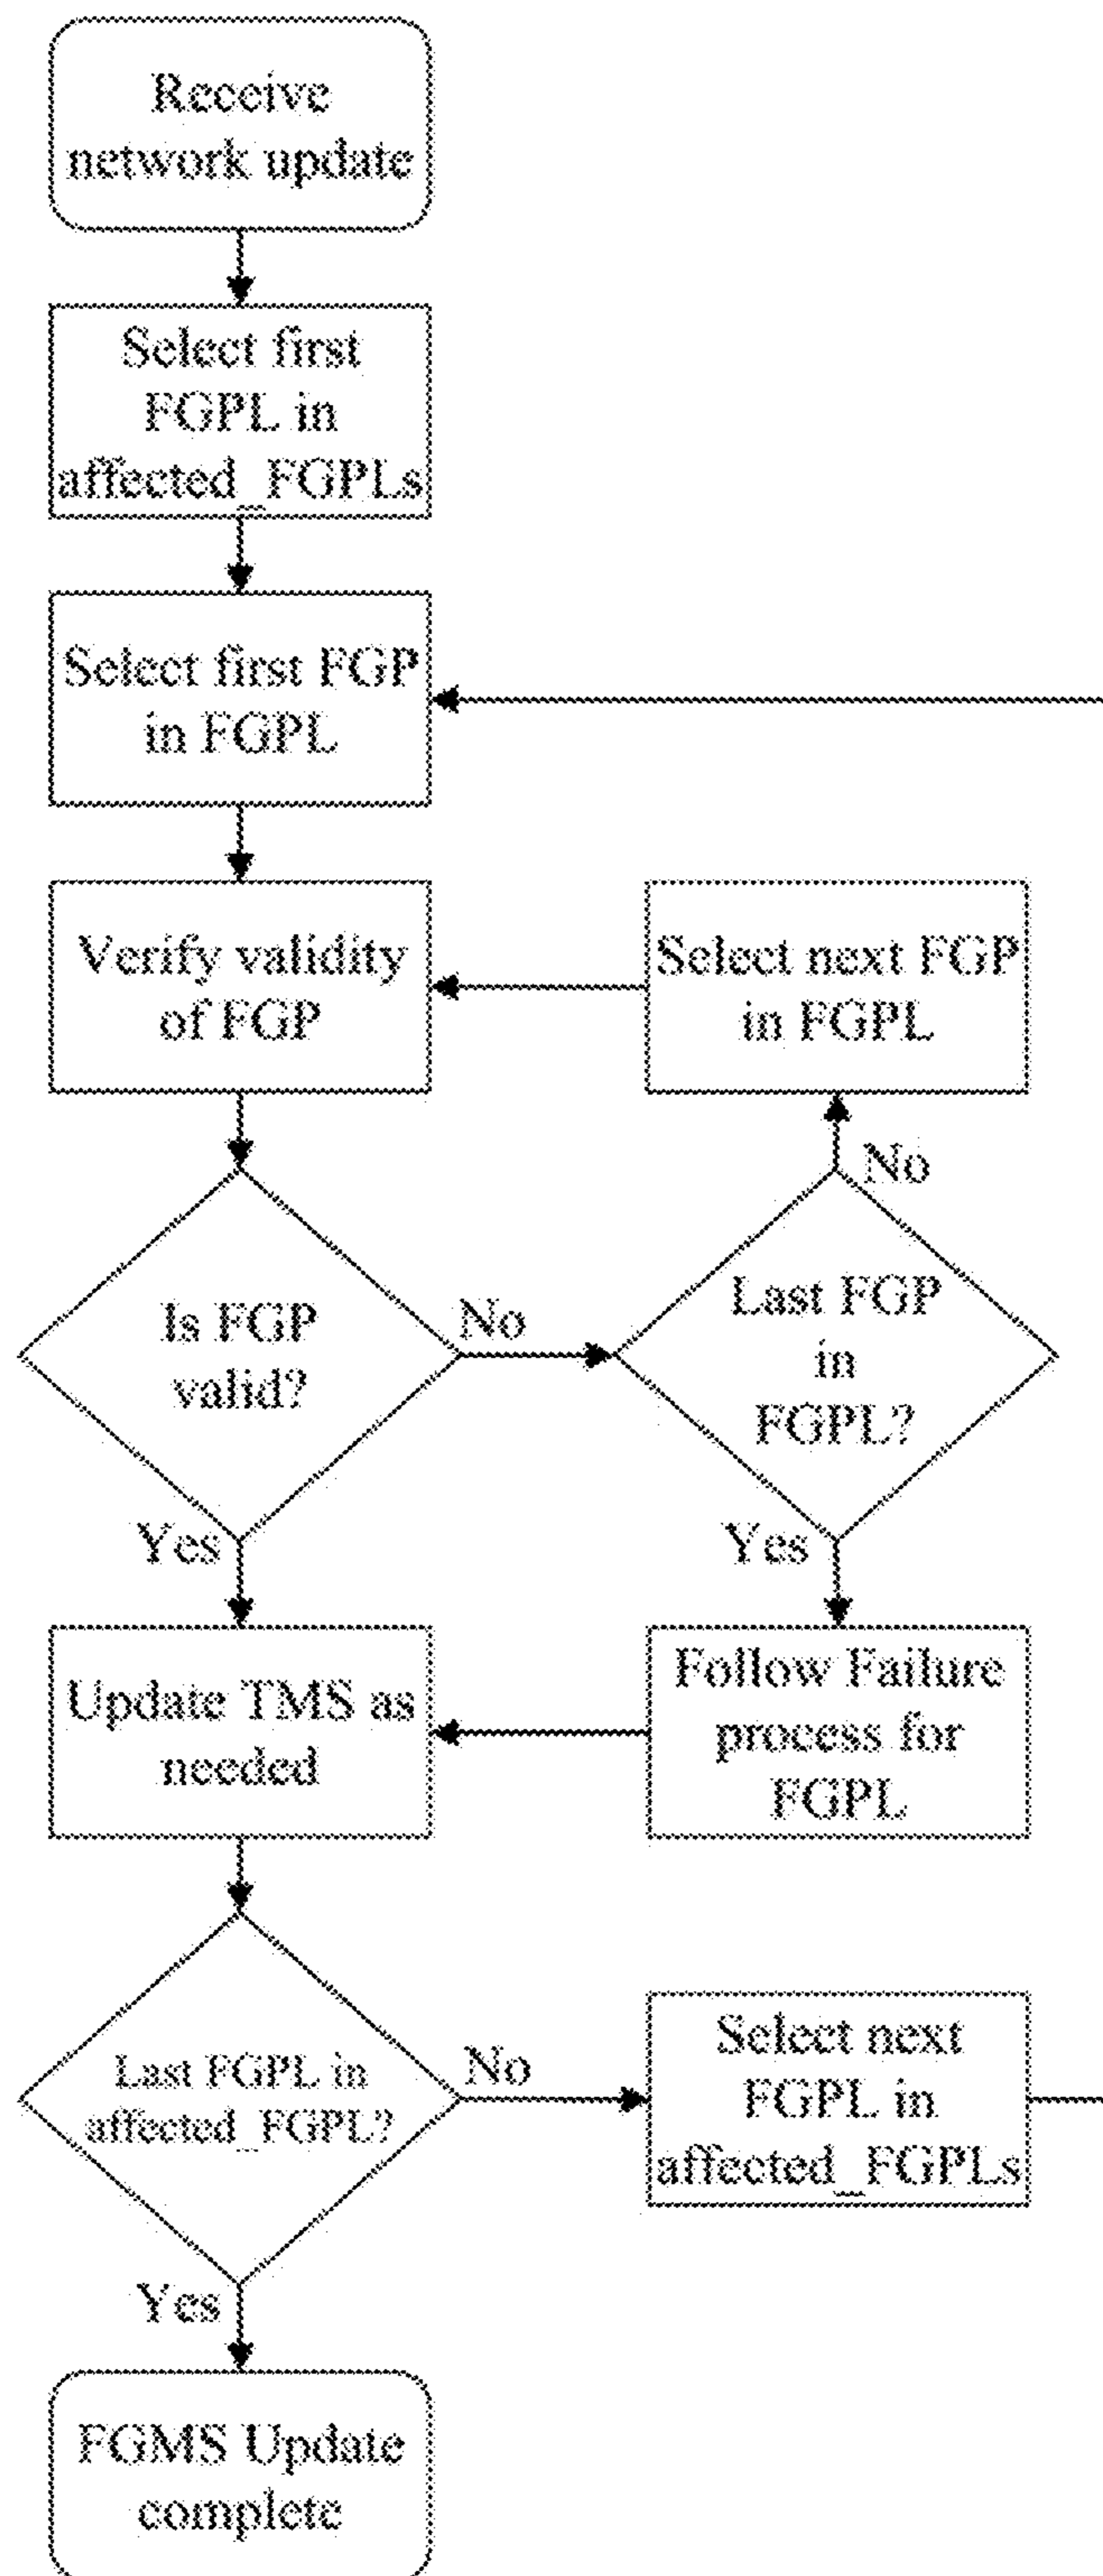 Receive
network update
Select first
FGPL in
affected_FGPLs
Select first FGP
in FGPL
Verify validity
of FGP
Select next FGP
in FGPL
No
Is FGP
valid?
No
Last FGP
in
FGPL?
Yes
Yes
Update TMS as
needed
Follow Failure
process for
FGPL
Last FGPL in
affected_FGPL?
No
Select next
FGPL in
affected_FGPLs
Yes
FGMS Update
complete